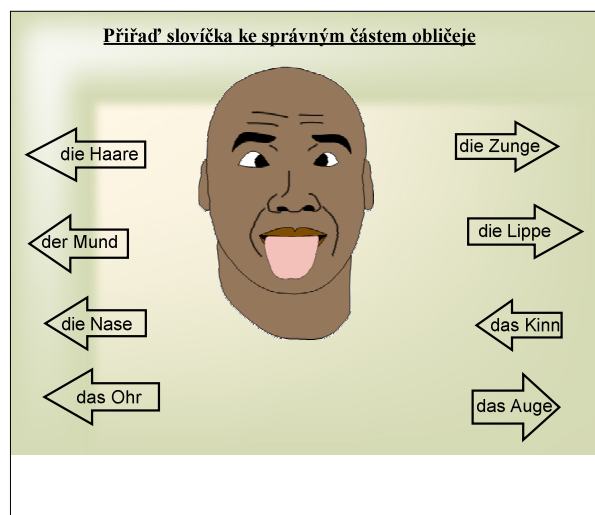 Přiřaď slovíčka ke správným částem obličeje
die Haare
der Mund
die Nase
das Ohr
die Zunge
die Lippe
das Kinn
das Auge